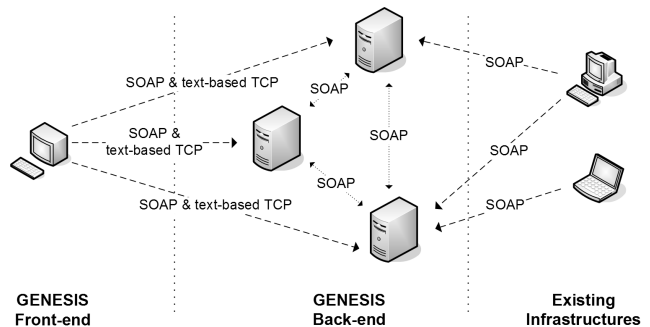 SOAP
SOAP & text-based TCP
SOAP
SOAP &
text-based TCP
SOAP
SOAP
SOAP
SOAP & text-based TCP
SOAP
GENESIS
Front-end
GENESIS
Back-end
Existing
Infrastructures